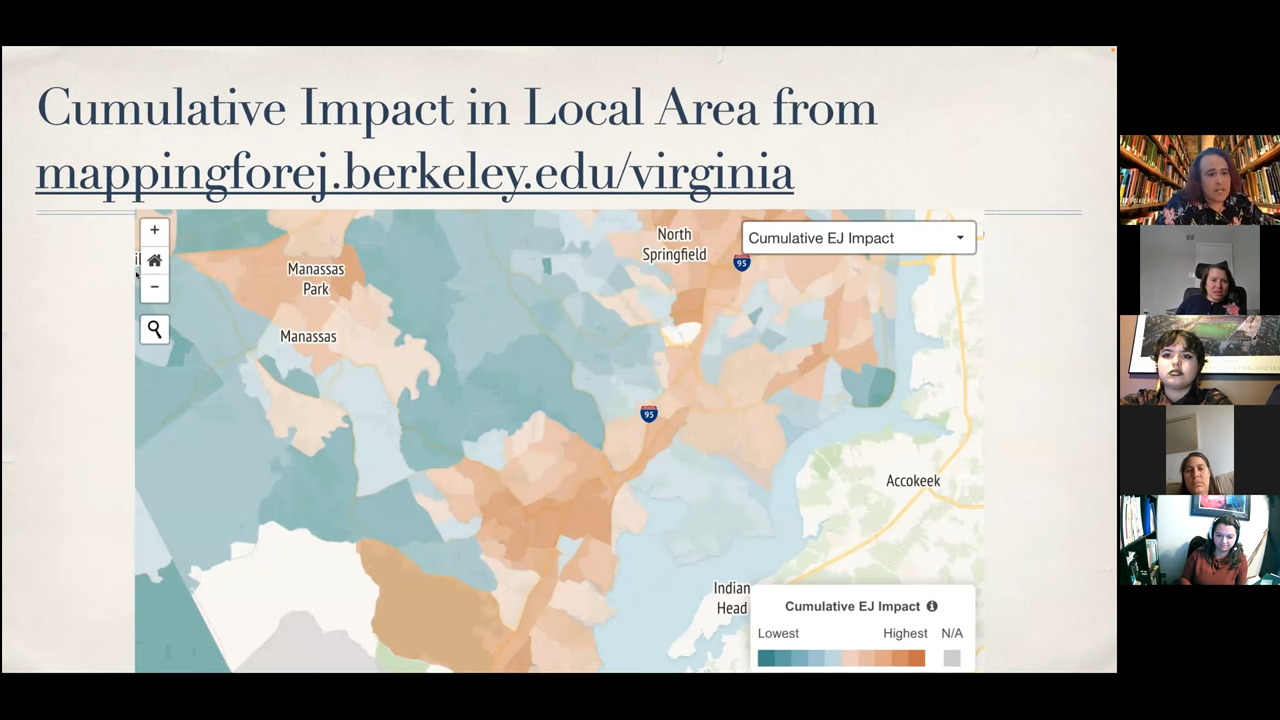 Cumulative Impact in Local Area from
mappingforej.berkeley.edu/virginia
+
−
Manassas
Park
Manassas
North
Springfield
95
Cumulative EJ Impact
95
Accokeek
Indian
Head
Cumulative EJ Impact
Lowest Highest N/A